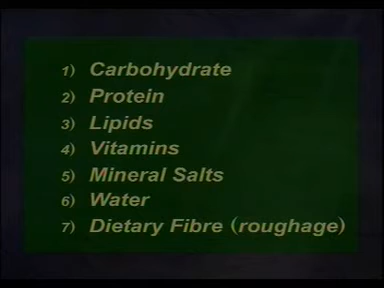 1) Carbohydrate
2) Protein
3) Lipids
4) Vitamins
5) Mineral Salts
6) Water
7) Dietary Fibre (roughage)